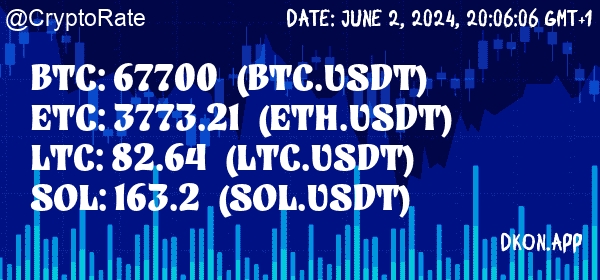 @CryptoRate
DATE: JUNE 2, 2024, 20:06:06 GMT+1
BTC: 67700 (BTC.USDT)
ETC: 3773.21 (ETH.USDT)
LTC: 82.64 (LTC.USDT)
SOL: 163.2 (SOL.USDT)
DKON.APP